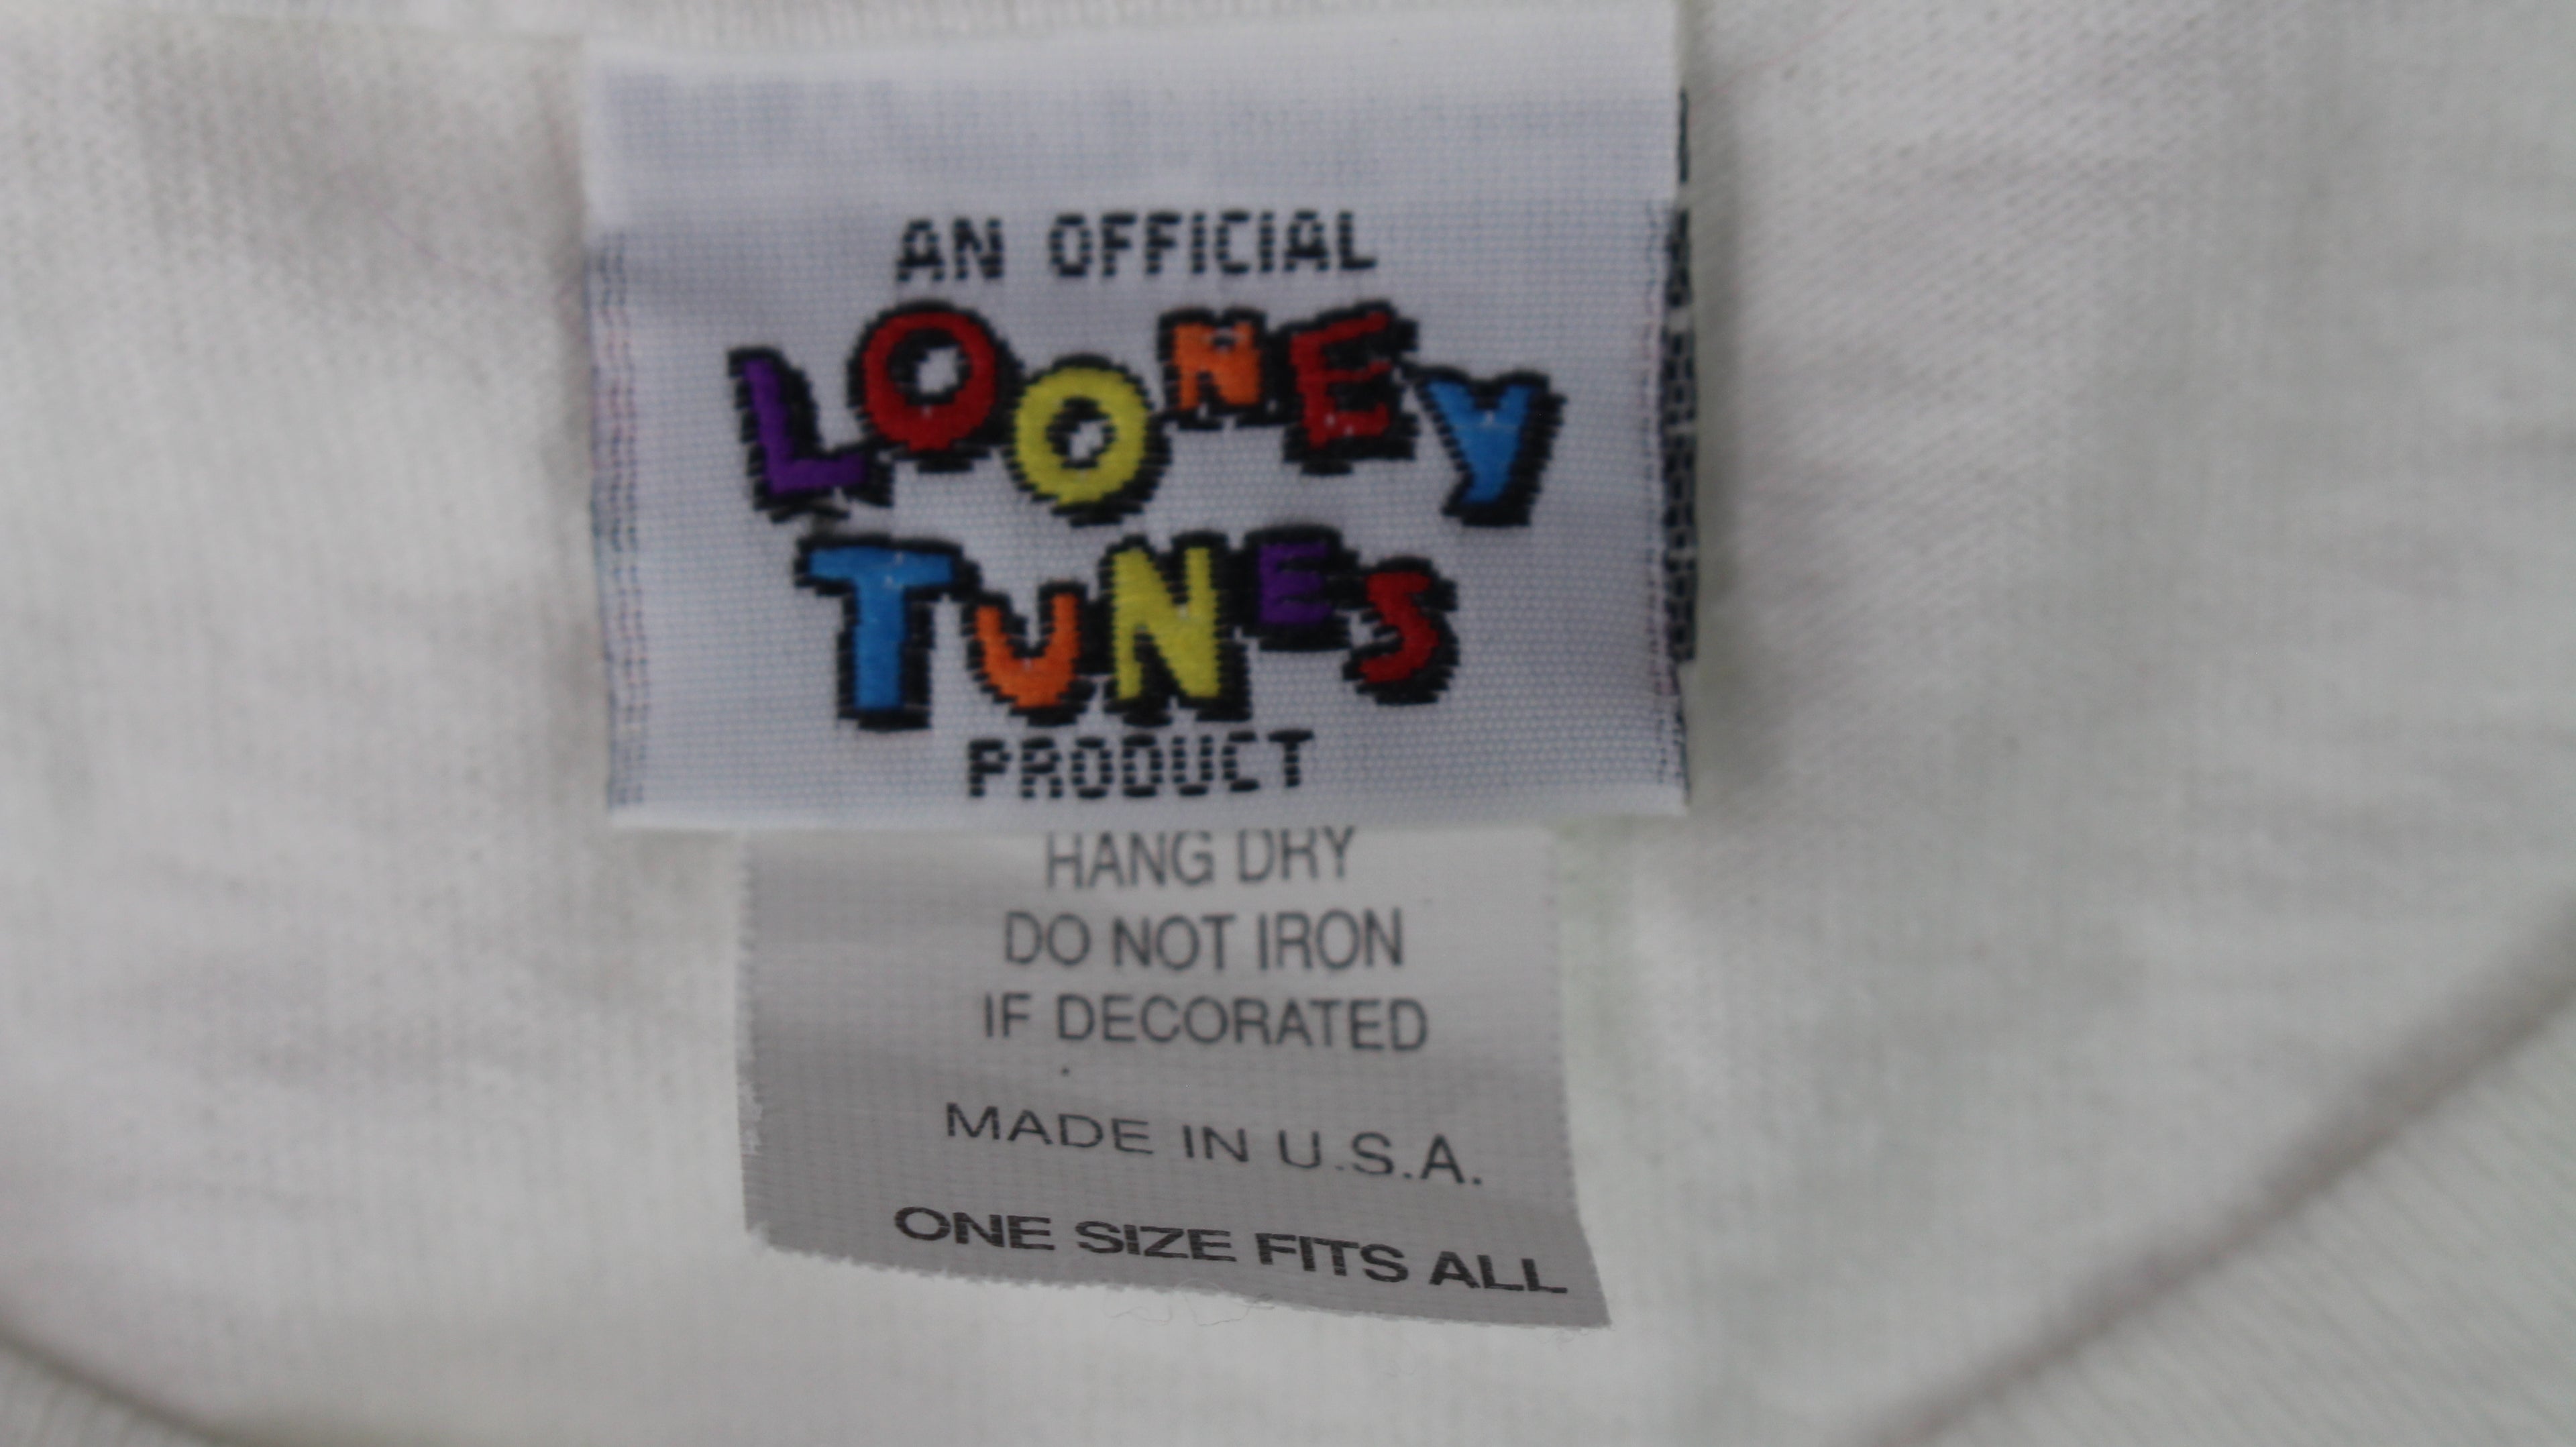 AN OFFICIAL
LOONEY
TUNES
PRODUCT
HANG DRY
DO NOT IRON
IF DECORATED
MADE IN U.S.A.
ONE SIZE FITS ALL